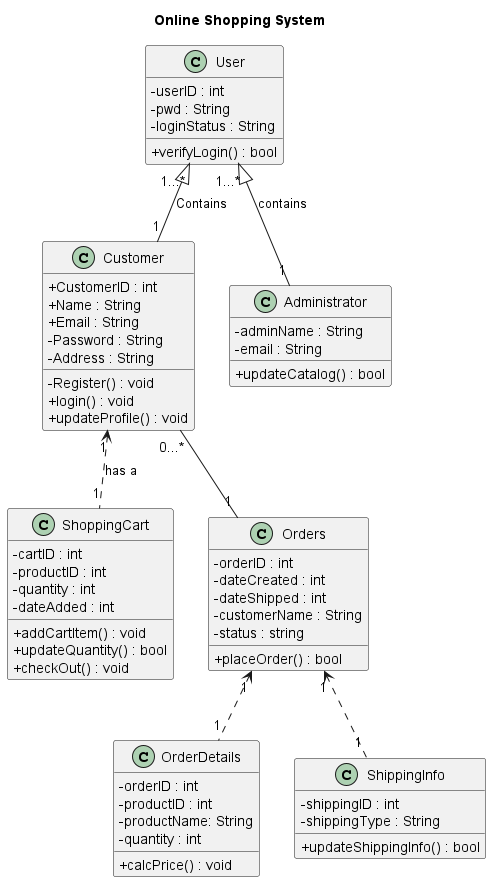 Online Shopping System
C User
-userID : int
-pwd : String
-loginStatus : String
+verifyLogin() : bool
1...*
1...*
Contains
contains
1
1
C Customer
+CustomerID : int
+Name : String
+Email : String
-Password : String
-Address : String
-Register() : void
+login() : void
+updateProfile() : void
C Administrator
-adminName : String
-email : String
+updateCatalog() : bool
1
0...*
has a
1
1
C ShoppingCart
-cartID : int
-productID : int
-quantity : int
-dateAdded : int
+addCartItem() : void
+updateQuantity() : bool
+checkOut() : void
C Orders
-orderID : int
-dateCreated : int
-dateShipped : int
-customerName : String
-status : string
+placeOrder() : bool
1
1
1
1
C OrderDetails
-orderID : int
-productID : int
-productName: String
-quantity : int
+calcPrice() : void
C ShippingInfo
-shippingID : int
-shippingType : String
+updateShippingInfo() : bool